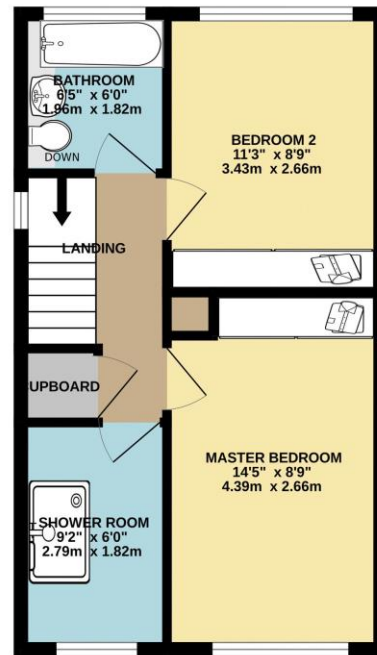 BATHROOM
6'5" x 6'0"
1.96m x 1.82m
DOWN
BEDROOM 2
11'3" x 8'9"
3.43m x 2.66m
LANDING
UPBOARD
MASTER BEDROOM
14'5" x 8'9"
4.39m x 2.66m
SHOWER ROOM
9'2" x 6'0"
2.79m x 1.82m